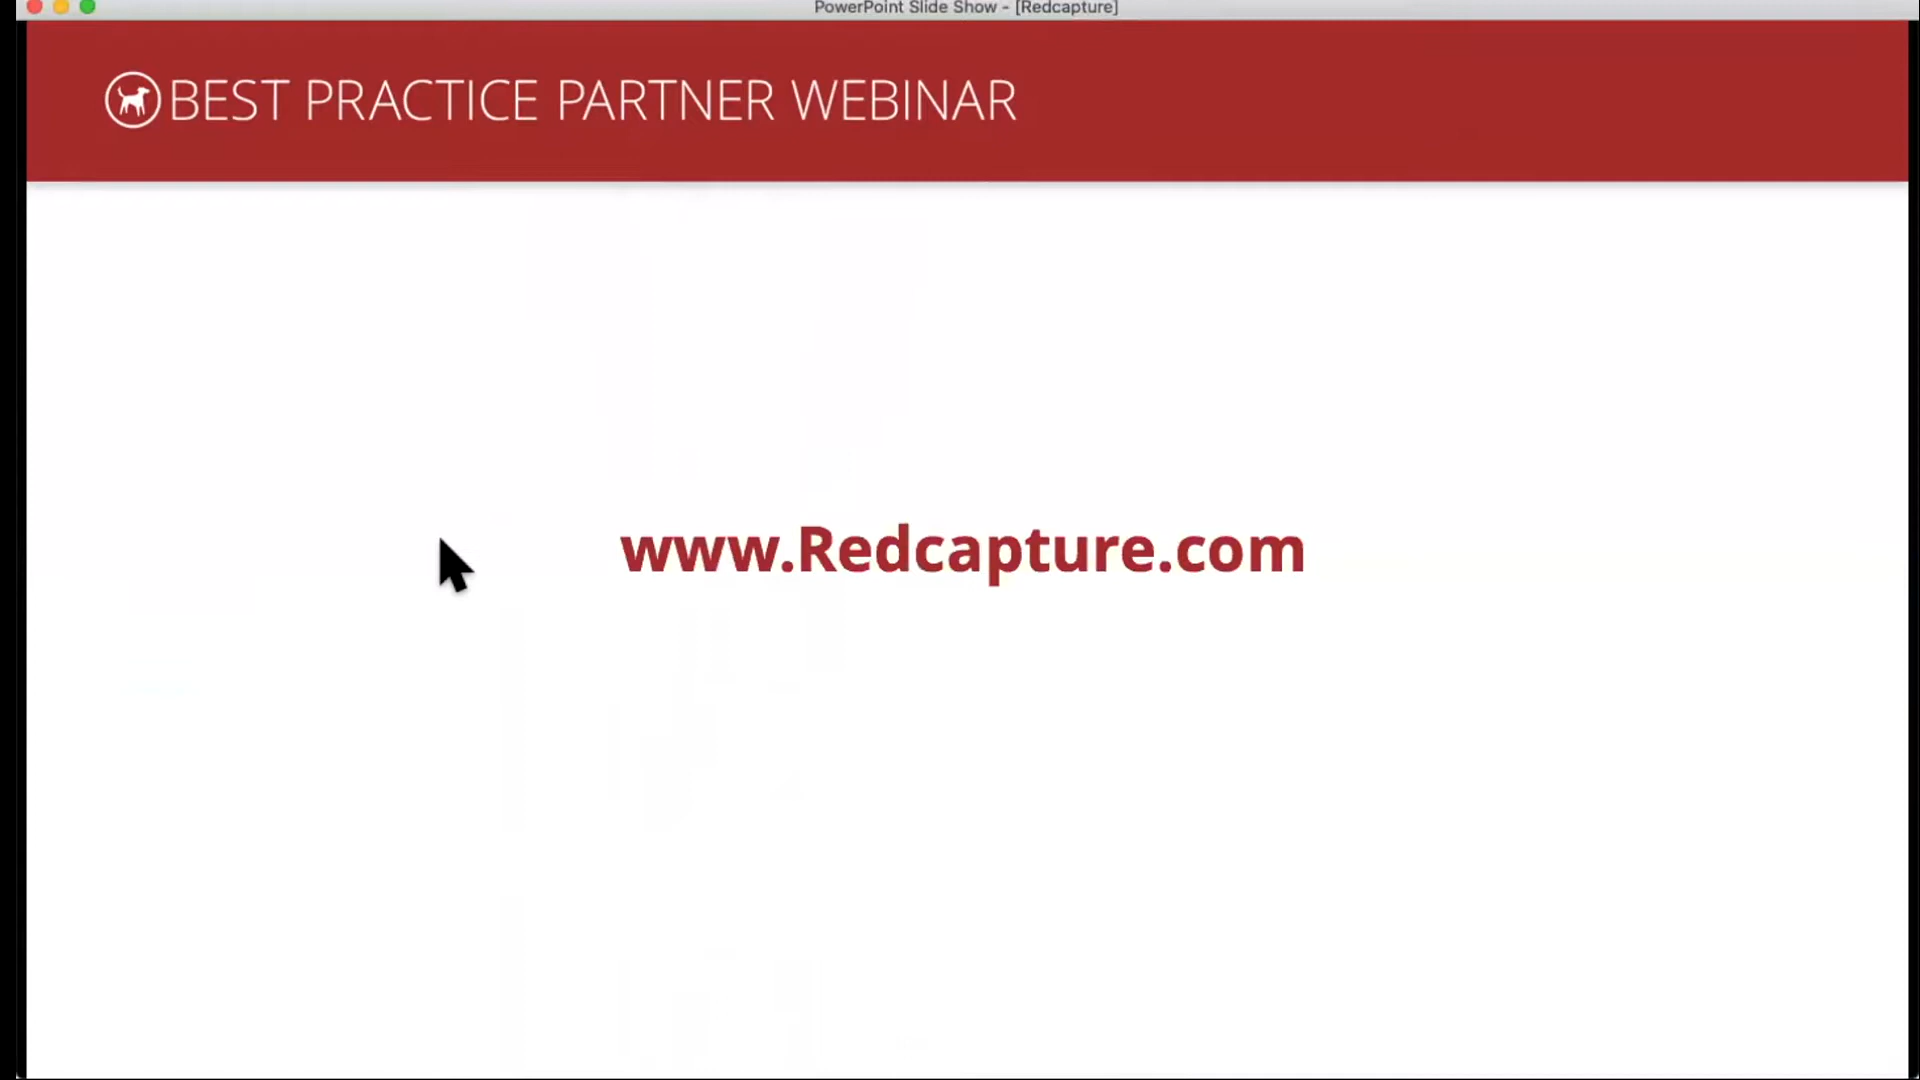 PowerPoint Slide Show - [Redcapture]
BEST PRACTICE PARTNER WEBINAR
www.Redcapture.com